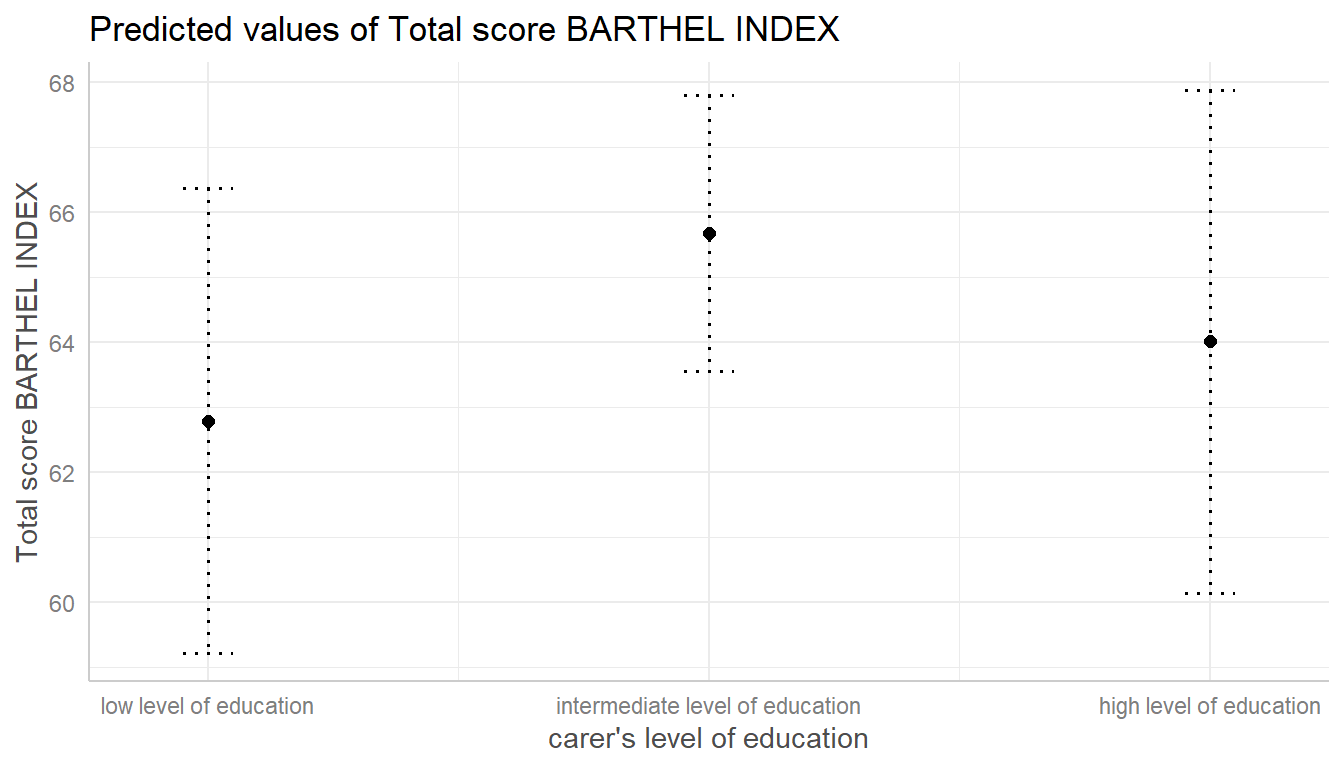 Predicted values of Total score BARTHEL INDEX
Total score BARTHEL INDEX
68
66
64
62
60
low level of education
intermediate level of education
high level of education
carer's level of education